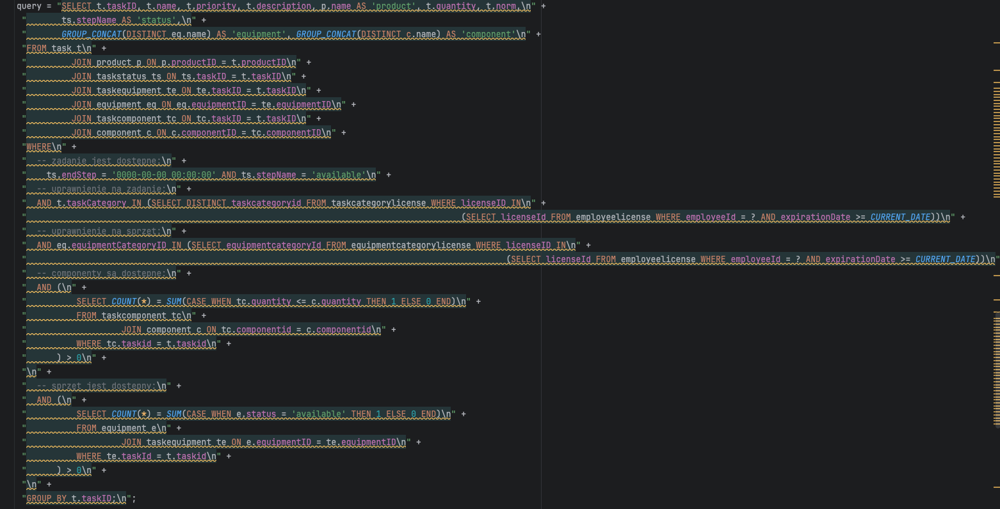 query = "SELECT t.taskID, t.name, t.priority, t.description, p.name AS 'product', t.quantity, t.norm,\n" +
"       ts.stepName AS 'status',\n" +
"       GROUP_CONCAT(DISTINCT eq.name) AS 'equipment', GROUP_CONCAT(DISTINCT c.name) AS 'component'\n" +
"FROM task t\n" +
"         JOIN product p ON p.productID = t.productID\n" +
"         JOIN taskstatus ts ON ts.taskID = t.taskID\n" +
"         JOIN taskequipment te ON te.taskID = t.taskID\n" +
"         JOIN equipment eq ON eq.equipmentID = te.equipmentID\n" +
"         JOIN taskcomponent tc ON tc.taskID = t.taskID\n" +
"         JOIN component c ON c.componentID = tc.componentID\n" +
"WHERE\n" +
"  -- zadanie jest dostępne:\n" +
"    ts.endStep = '0000-00-00 00:00:00' AND ts.stepName = 'available'\n" +
"  -- uprawnienie na zadanie:\n" +
"  AND t.taskCategory IN (SELECT DISTINCT taskcategoryid FROM taskcategorylicense WHERE licenseID IN\n" +
"                                                                                       (SELECT licenseId FROM employeelicense WHERE employeeId = ? AND expirationDate >= CURRENT_DATE))\n" +
"  -- uprawnienie na sprzęt:\n" +
"  AND eq.equipmentCategoryID IN (SELECT equipmentcategoryId FROM equipmentcategorylicense WHERE licenseID IN\n" +
"                                                                                                (SELECT licenseId FROM employeelicense WHERE employeeId = ? AND expirationDate >= CURRENT_DATE))\n"
"  -- componenty są dostępne:\n" +
"  AND (\n" +
"          SELECT COUNT(*) = SUM(CASE WHEN tc.quantity <= c.quantity THEN 1 ELSE 0 END)\n" +
"          FROM taskcomponent tc\n" +
"                   JOIN component c ON tc.componentid = c.componentid\n" +
"          WHERE tc.taskid = t.taskid\n" +
"      ) > 0\n" +
"\n" +
"  -- sprzęt jest dostępny:\n" +
"  AND (\n" +
"          SELECT COUNT(*) = SUM(CASE WHEN e.status = 'available' THEN 1 ELSE 0 END)\n" +
"          FROM equipment e\n" +
"                   JOIN taskequipment te ON e.equipmentID = te.equipmentID\n" +
"          WHERE te.taskId = t.taskid\n" +
"      ) > 0\n" +
"\n" +
"GROUP BY t.taskID;\n";